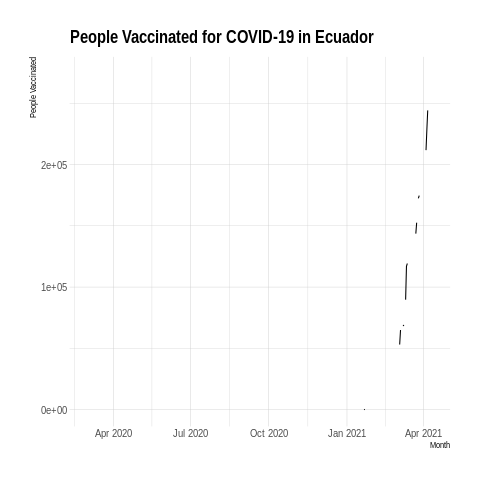 People Vaccinated for COVID-19 in Ecuador
People Vaccinated
2e+05
1e+05
0e+00
Apr 2020 Jul 2020 Oct 2020 Jan 2021 Apr 2021
Month